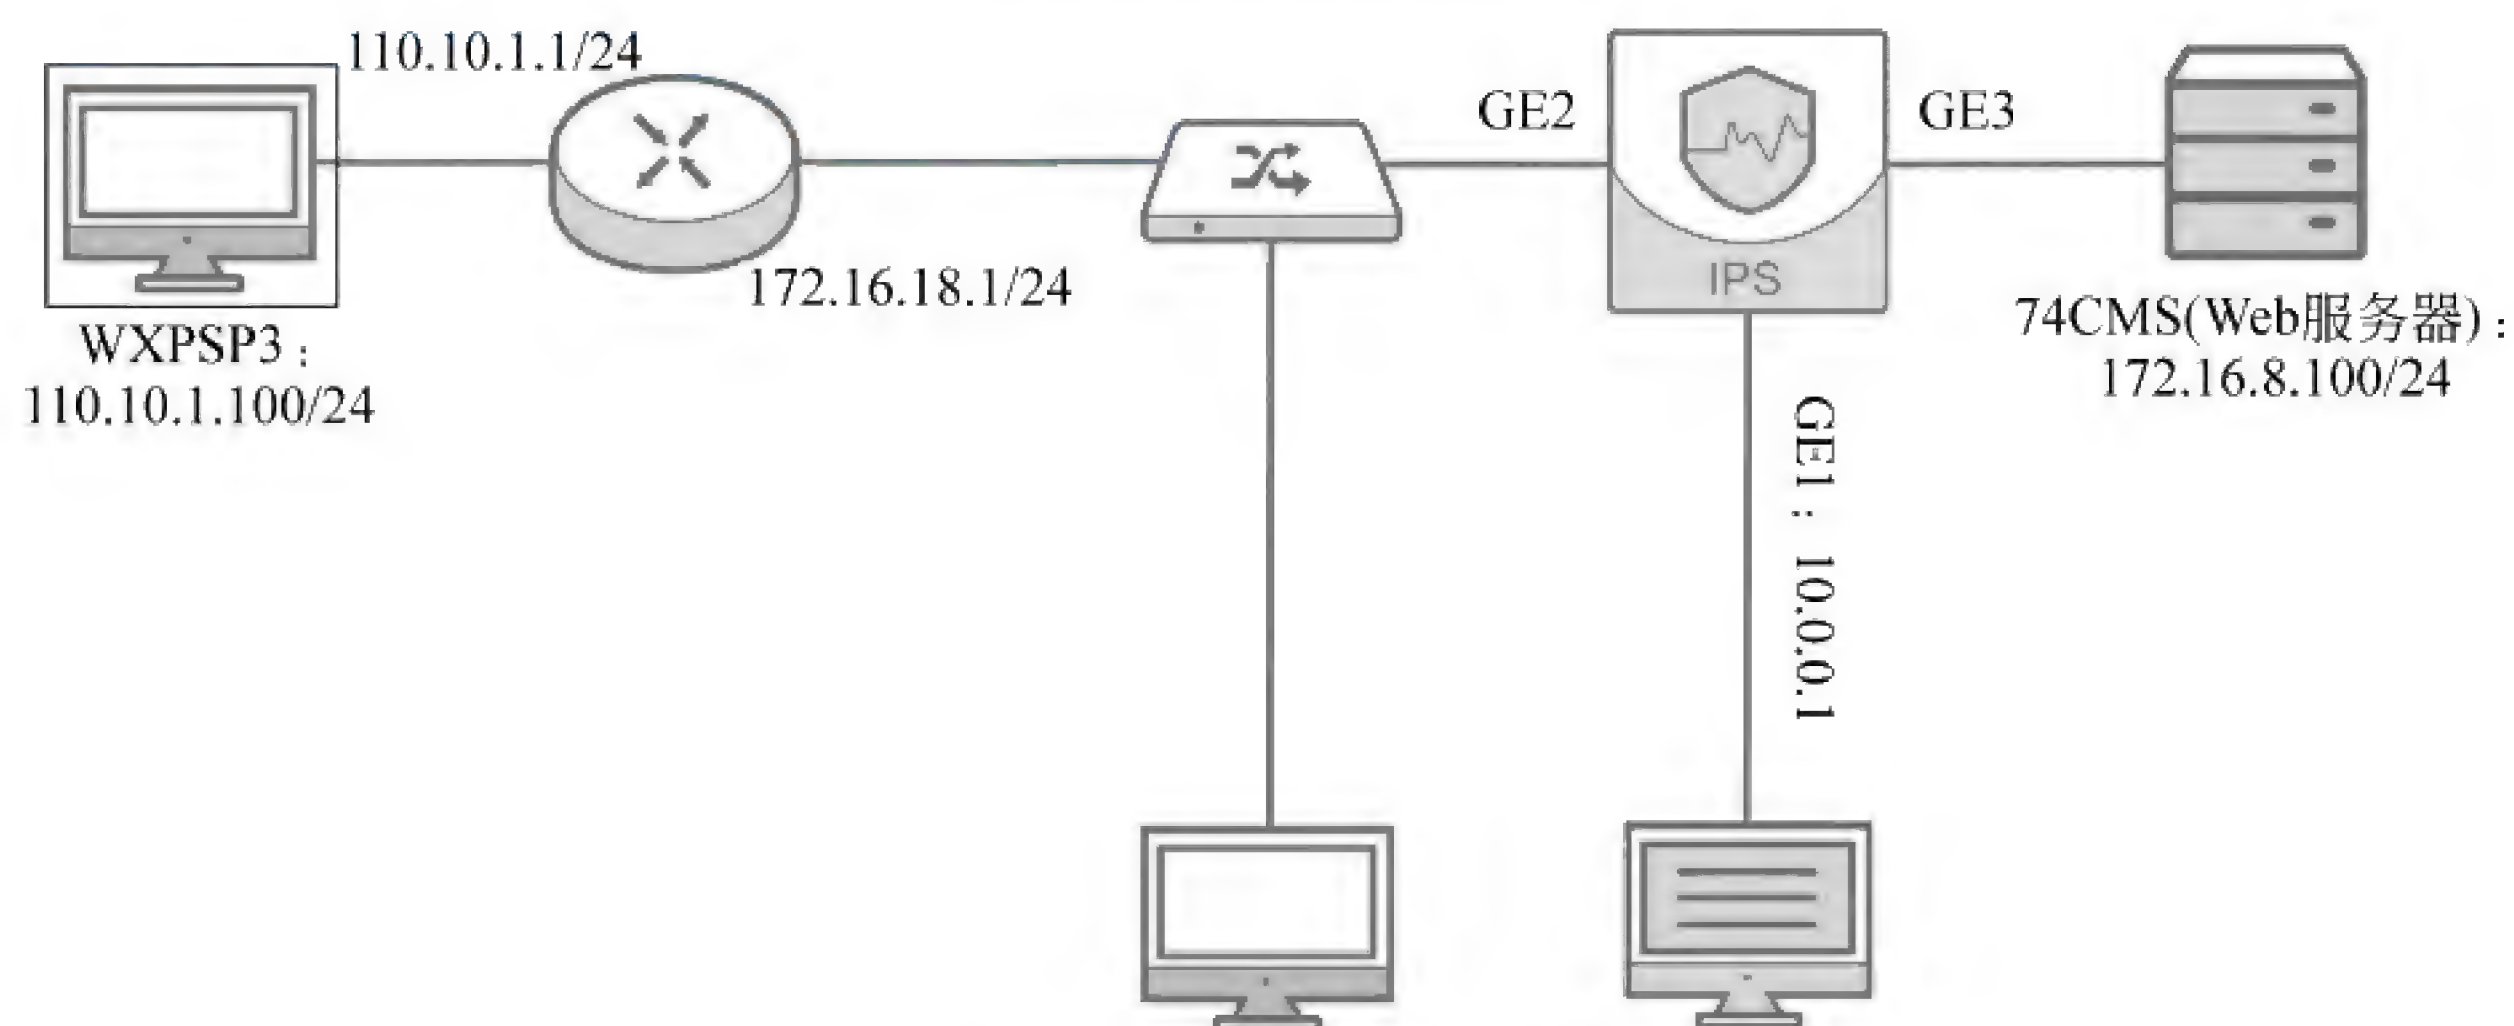 110.10.1.1/24
GE2
GE3
IPS
172.16.18.1/24
WXPSP3：
110.10.1.100/24
74CMS(Web服务器)：
172.16.8.100/24
GE1：10.0.0.1